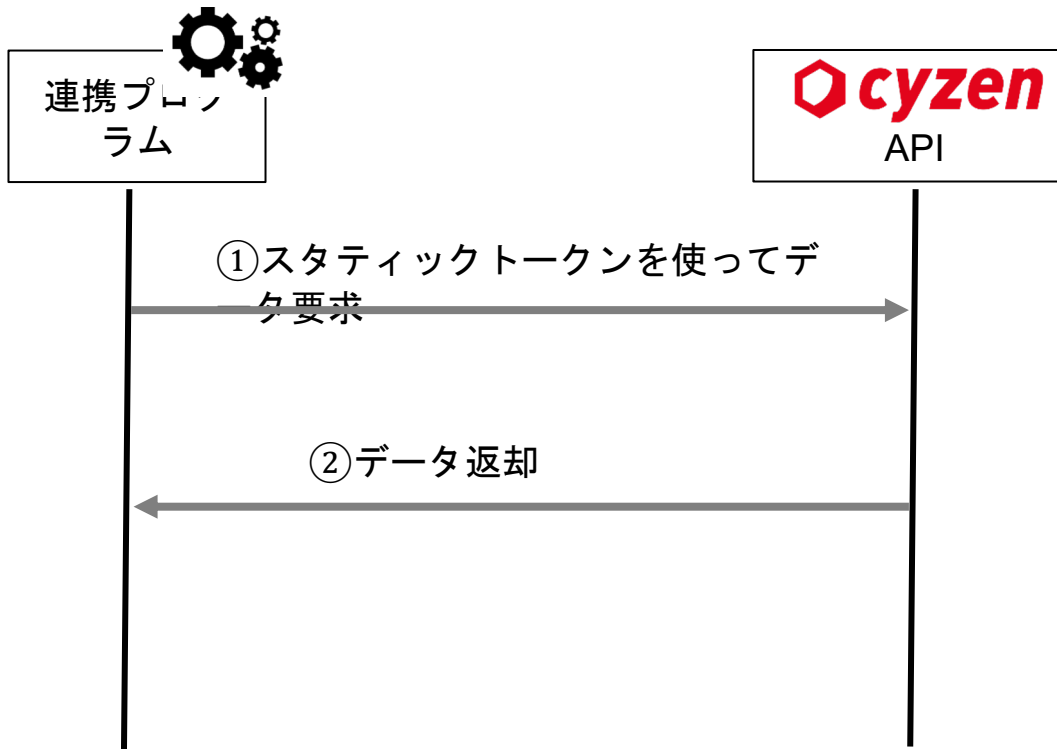 連携プログ
ラム
cyzen
API
①スタティックトークンを使ってデ
ータ要求
②データ返却